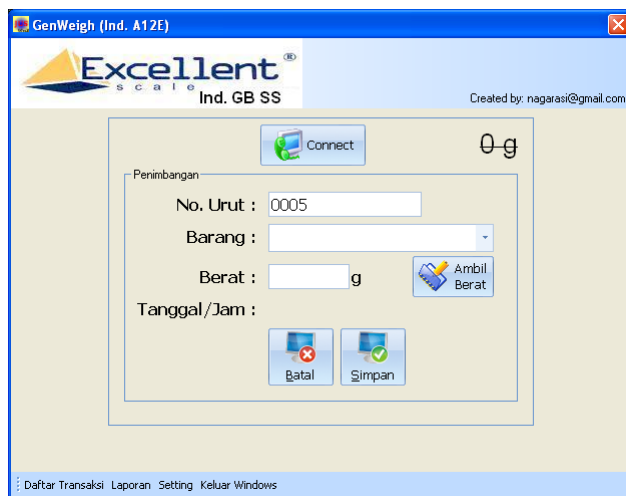 GenWeigh (Ind. A12E)
Excellent®
scale
Ind. GB SS
Created by: nagarasi@gmail.com
Connect
0 g
Penimbangan
No. Urut : 0005
Barang :
Berat : g
Ambil
Berat
Tanggal/Jam :
Batal Simpan
Daftar Transaksi Laporan Setting Keluar Windows